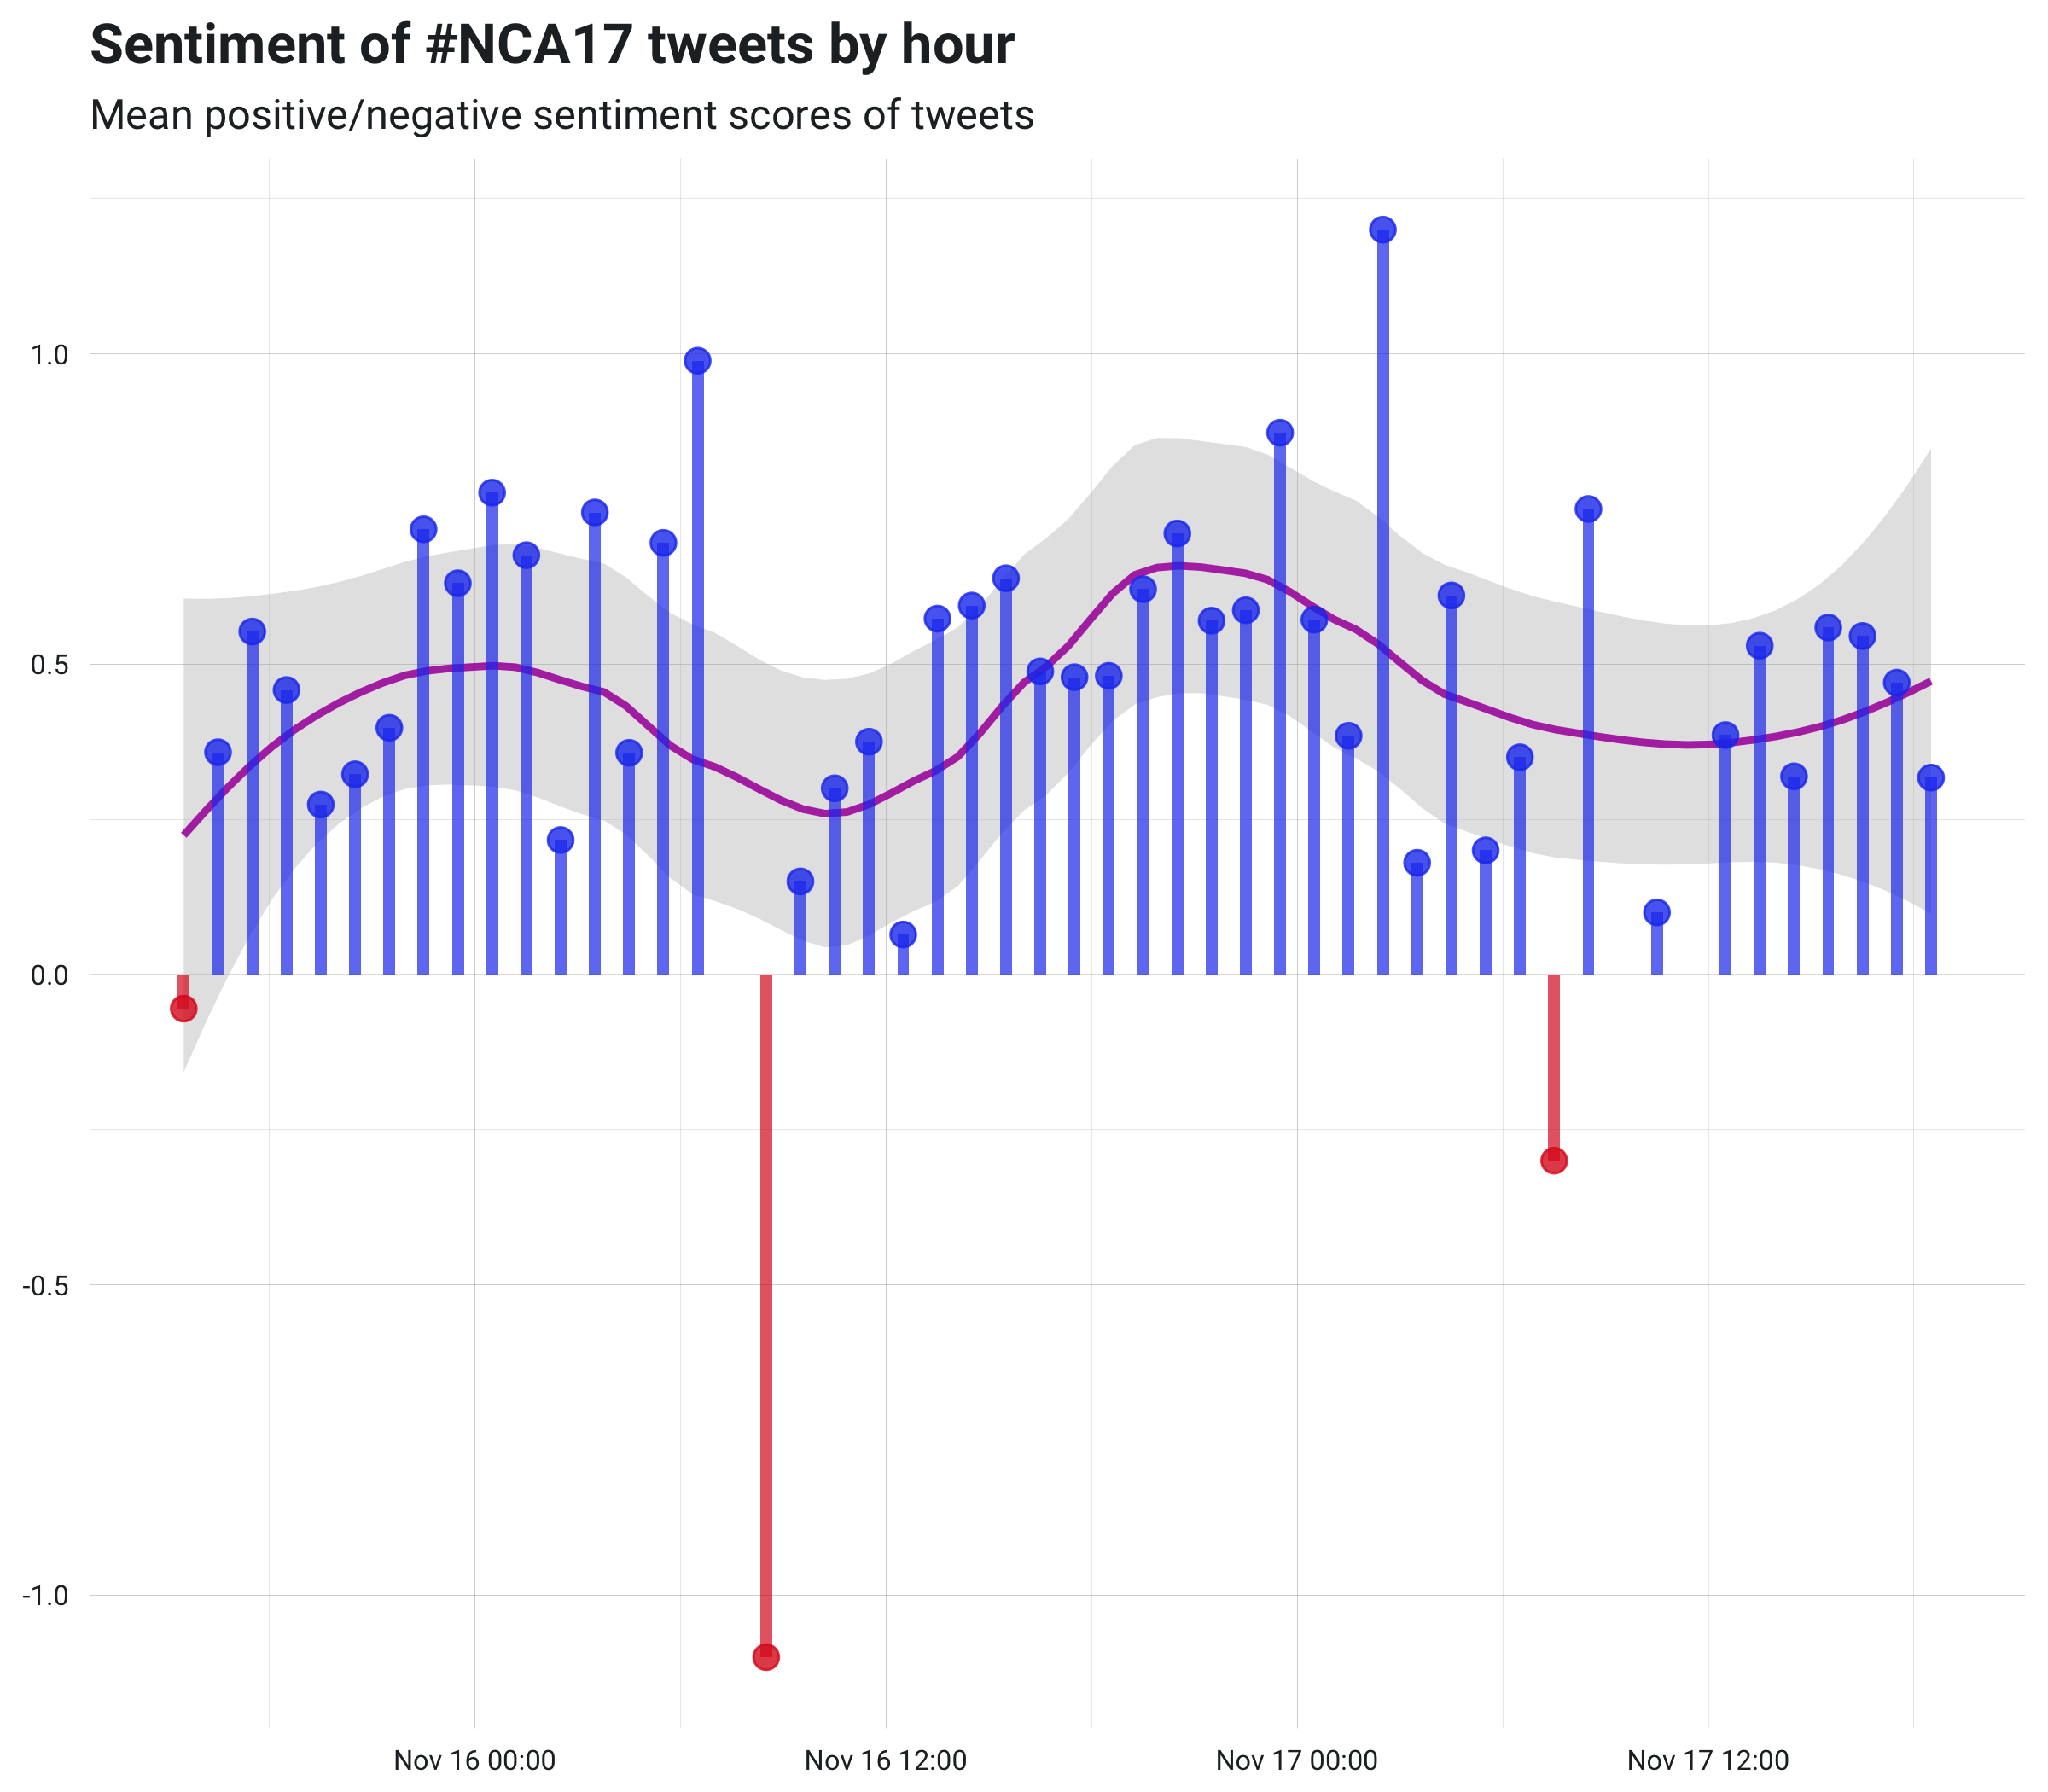 Sentiment of #NCA17 tweets by hour
Mean positive/negative sentiment scores of tweets
1.0
0.5
0.0
-0.5
-1.0
Nov 16 00:00
Nov 16 12:00
Nov 17 00:00
Nov 17 12:00